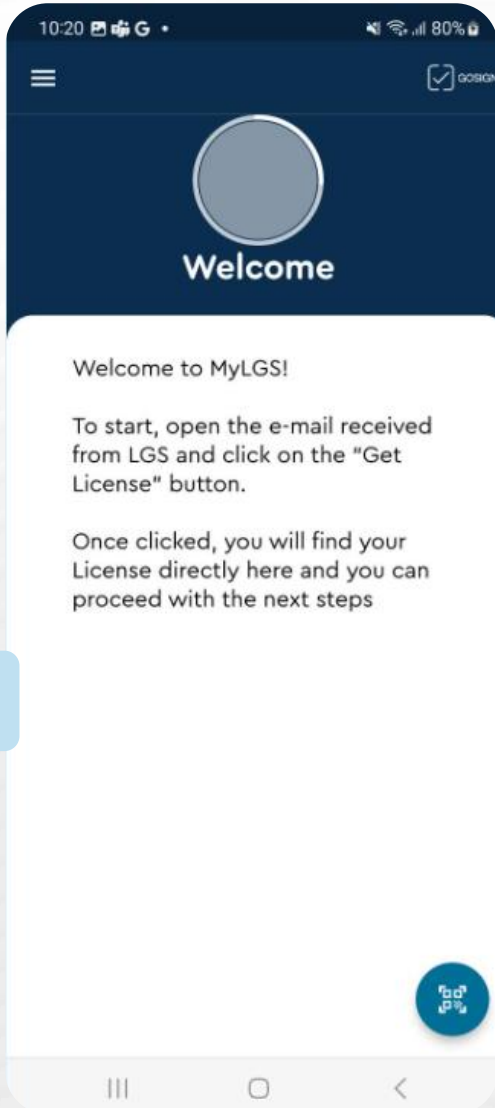 10:20 G
80%
GOSIGN
Welcome
Welcome to MyLGS!
To start, open the e-mail received
from LGS and click on the "Get
License" button.
Once clicked, you will find your
License directly here and you can
proceed with the next steps